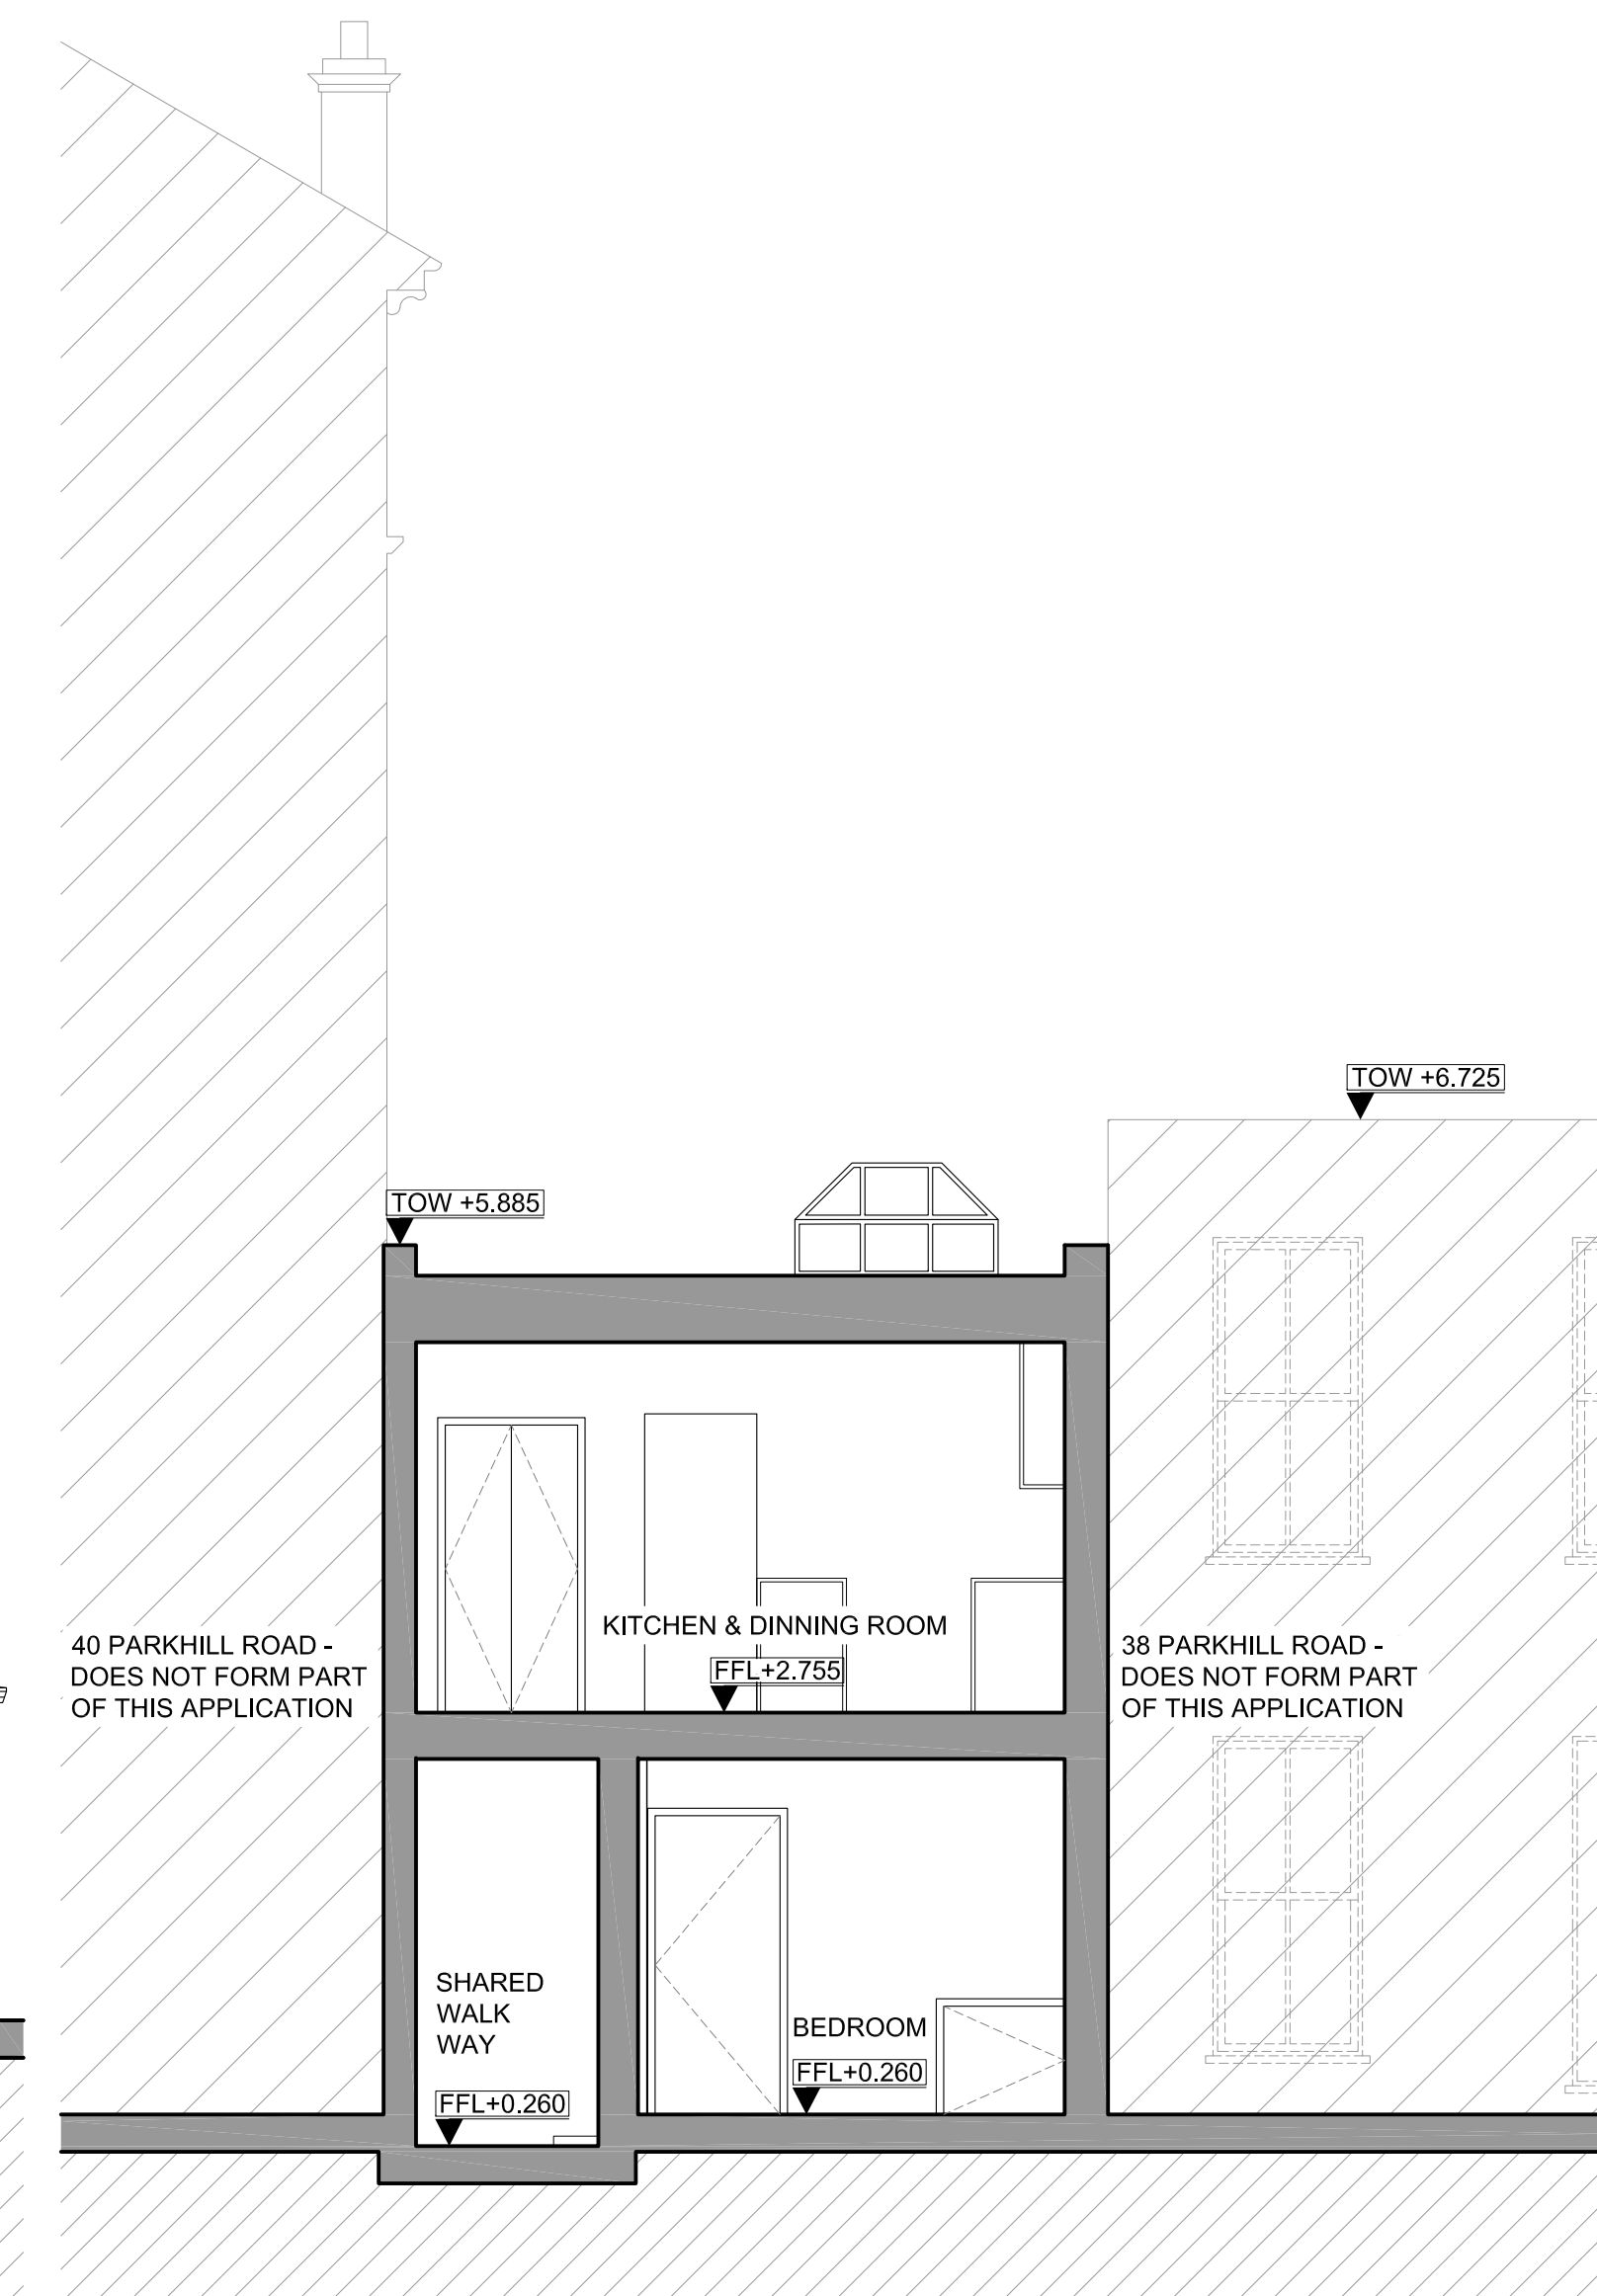 TOW +6.725
TOW +5.885
KITCHEN & DINNING ROOM
FFL+2.755
40 PARKHILL ROAD -
DOES NOT FORM PART
OF THIS APPLICATION
38 PARKHILL ROAD -
DOES NOT FORM PART
OF THIS APPLICATION
SHARED
WALK
WAY
FFL+0.260
BEDROOM
FFL+0.260